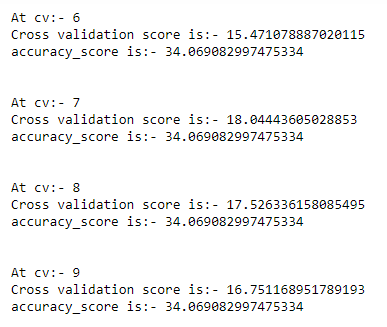 At cv:- 6
Cross validation score is:- 15.471078887020115
accuracy_score is:- 34.069082997475334
At cv:- 7
Cross validation score is:- 18.04443605028853
accuracy_score is:- 34.069082997475334
At cv:- 8
Cross validation score is:- 17.526336158085495
accuracy_score is:- 34.069082997475334
At cv:- 9
Cross validation score is:- 16.751168951789193
accuracy_score is:- 34.069082997475334